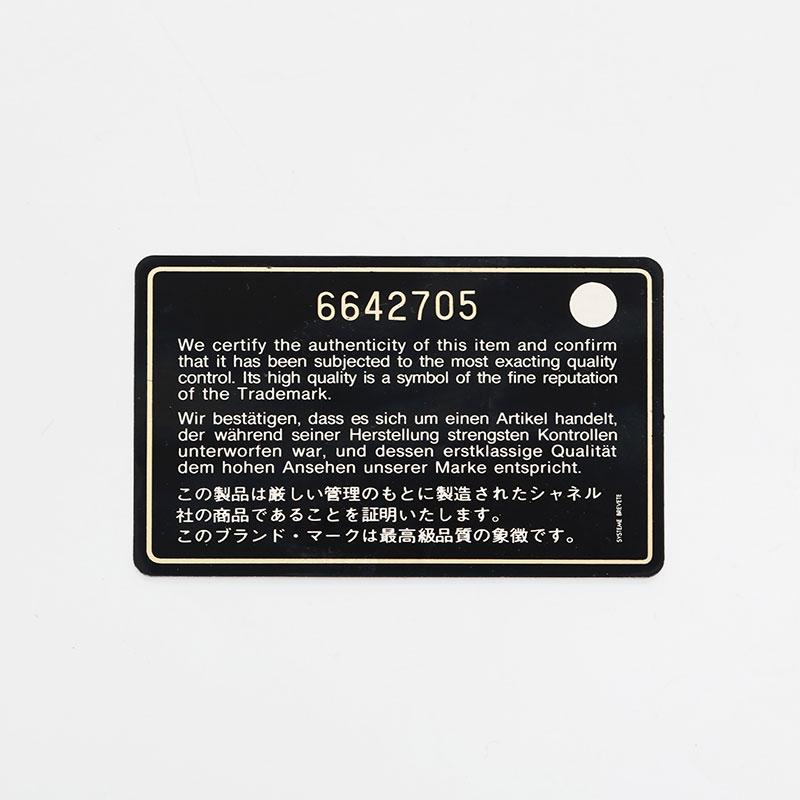 6642705
We certify the authenticity of this item and confirm
that it has been subjected to the most exacting quality
control. Its high quality is a symbol of the fine reputation
of the Trademark.
Wir bestätigen, dass es sich um einen Artikel handelt,
der während seiner Herstellung strengsten Kontrollen
unterworfen war, und dessen erstklassige Qualität
dem hohen Ansehen unserer Marke entspricht.
この製品は厳しい管理のもとに製造されたシャネル
社の商品であることを証明いたします。
このブランド・マークは最高級品質の象徴です。
SYSTEME BREVETE